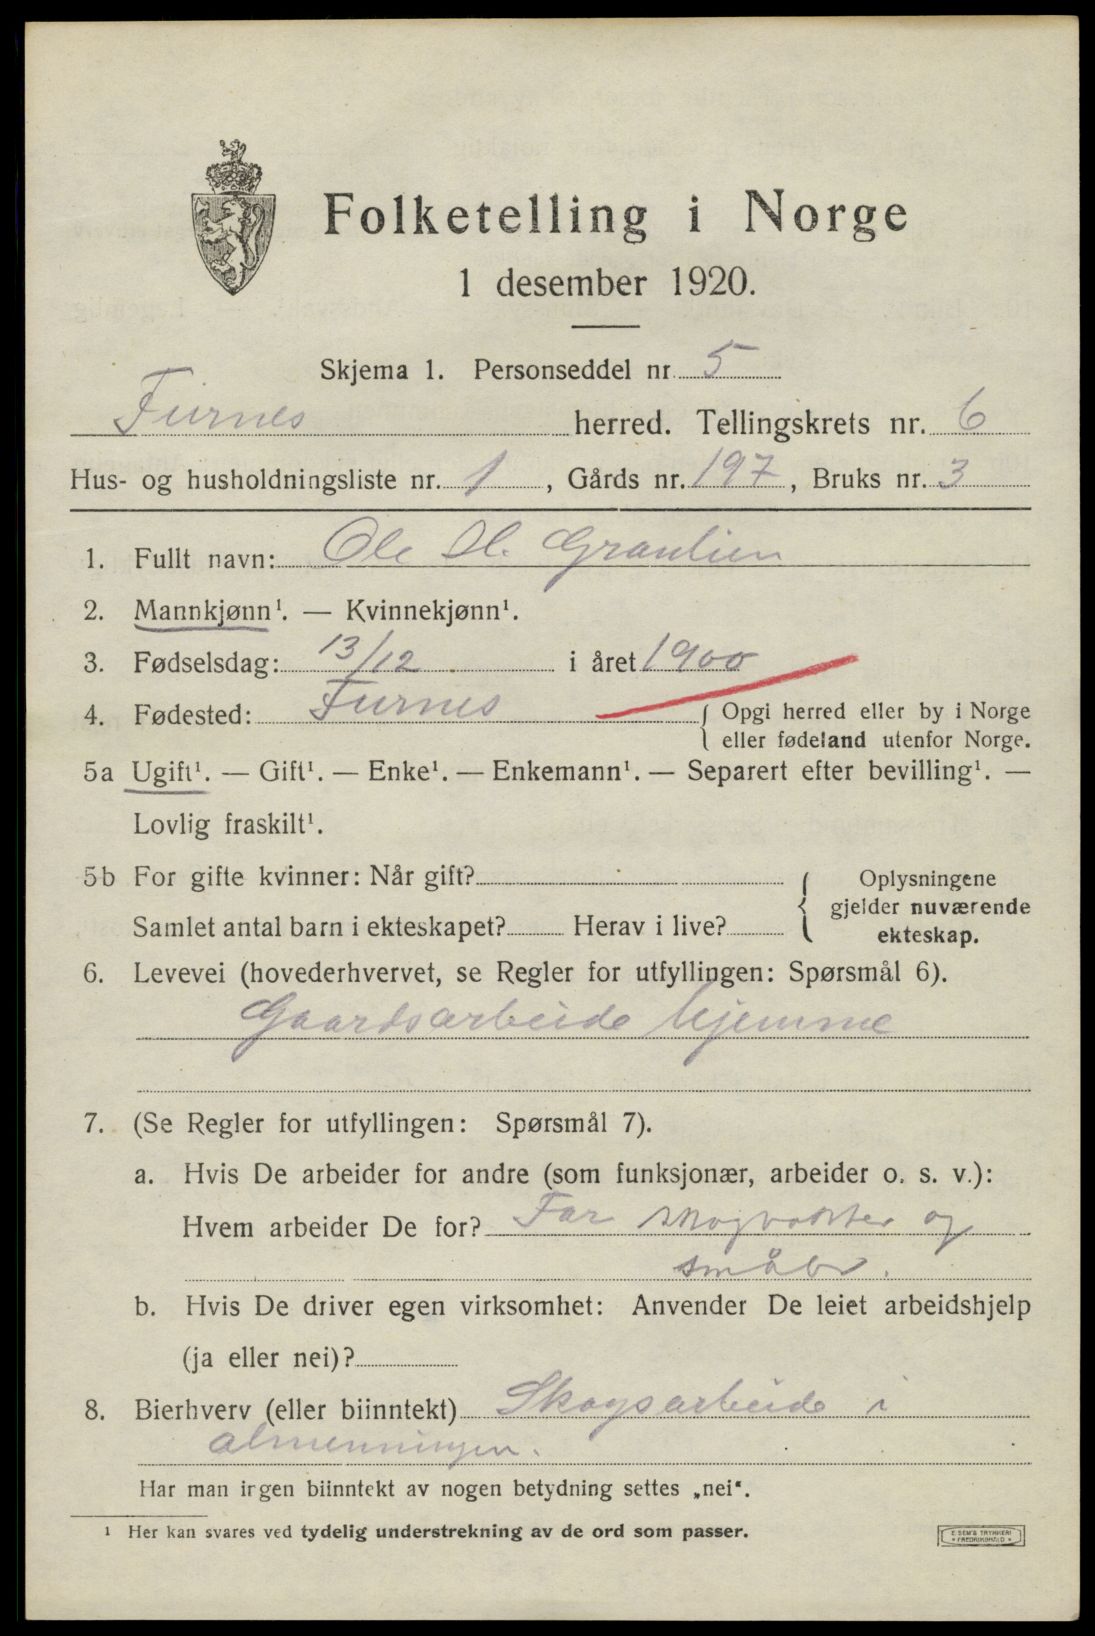 Folketelling i Norge
1 desember 1920.
Skjema 1. Personseddel nr. 5
Furnes herred. Tellingskrets nr. 6
Hus- og husholdningsliste nr. 1, Gårds nr. 197, Bruks nr. 3
1. Fullt navn: Ole H. Graulien
2. Mannkjønn¹. — Kvinnekjønn¹.
3. Fødselsdag: 13/12 i året 1900
4. Fødested: Furnes { Opgi herred eller by i Norge
eller fødeland utenfor Norge.
5a Ugift¹. — Gift¹. — Enke¹. — Enkemann¹. — Separert efter bevilling¹. —
Lovlig fraskilt¹.
5b For gifte kvinner: Når gift? { Oplysningene
gjelder nuværende
Samlet antal barn i ekteskapet? Herav i live? ekteskap.
6. Levevei (hovederhvervet, se Regler for utfyllingen: Spørsmål 6).
Gaardsarbeide hjemme
7. (Se Regler for utfyllingen: Spørsmål 7).
a. Hvis De arbeider for andre (som funksjonær, arbeider o. s. v.):
Hvem arbeider De for? Far skogvokter og
småbr.
b. Hvis De driver egen virksomhet: Anvender De leiet arbeidshjelp
(ja eller nei)?
8. Bierhverv (eller biinntekt) Skogsarbeide i
almenningen.
Har man irgen biinntekt av nogen betydning settes „nei“.
¹ Her kan svares ved tydelig understrekning av de ord som passer.
E. SEM'S TRYKKERI
• FREDRIKSHALD •